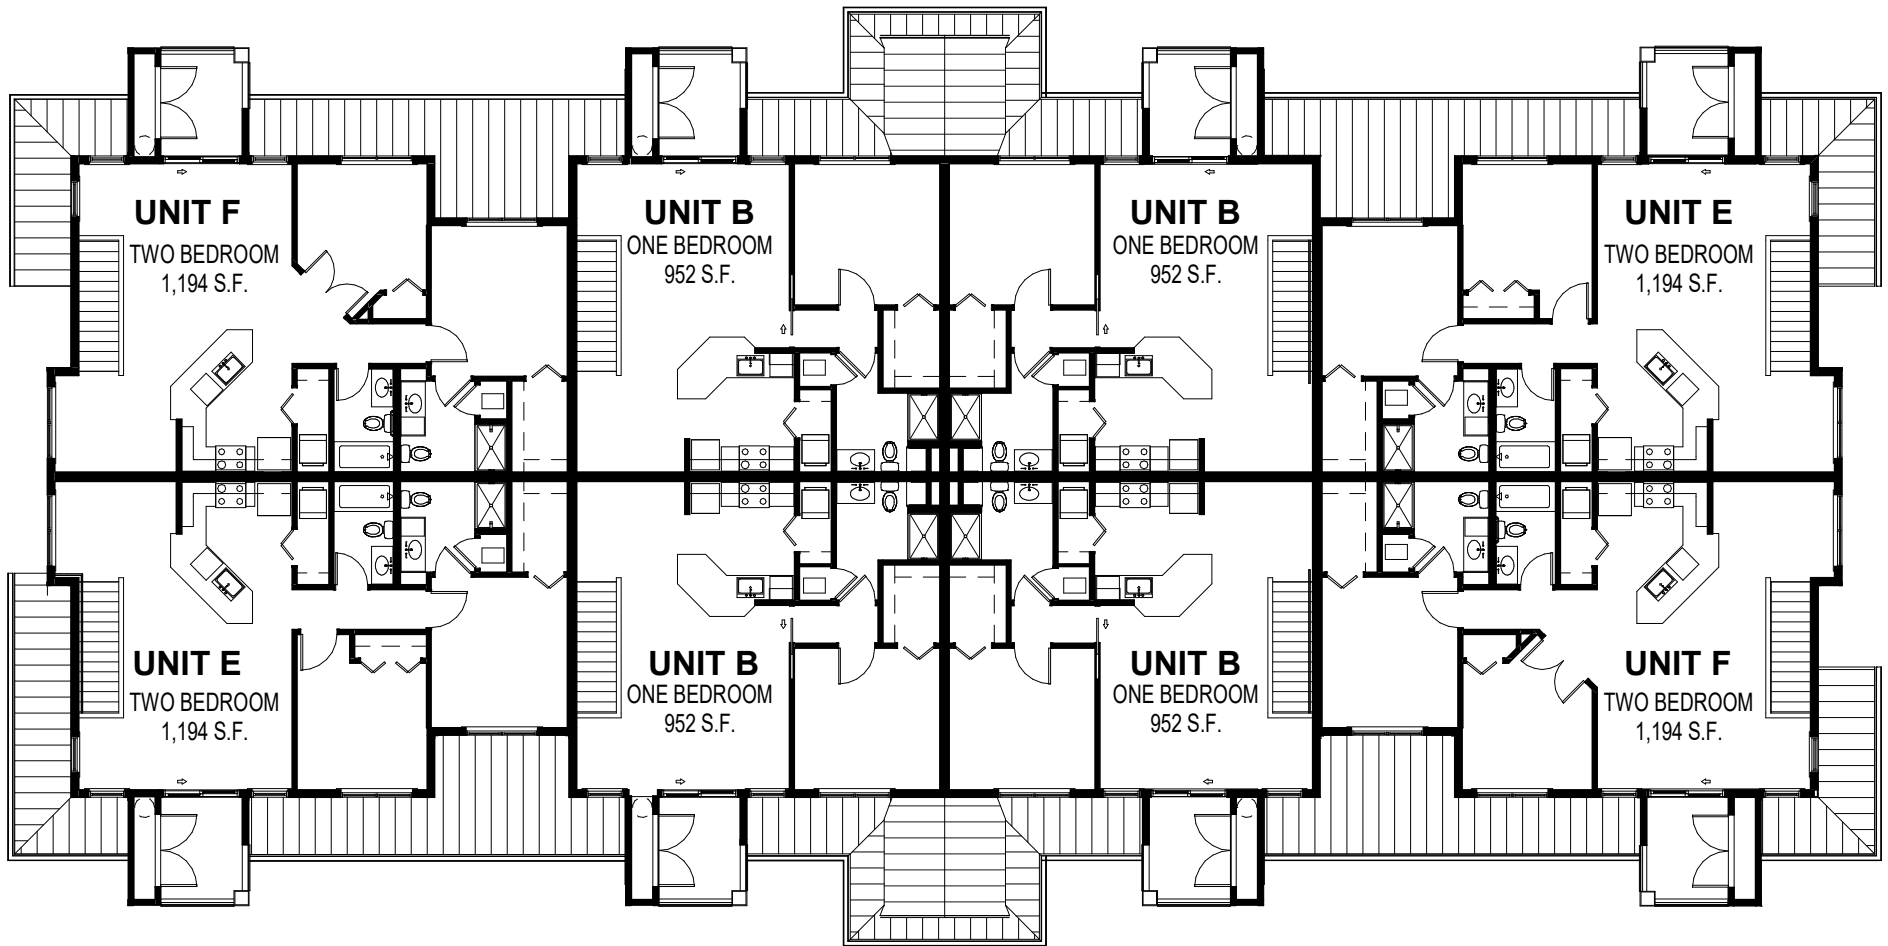 UNIT F
TWO BEDROOM
1,194 S.F.
UNIT B
ONE BEDROOM
952 S.F.
UNIT B
ONE BEDROOM
952 S.F.
UNIT E
TWO BEDROOM
1,194 S.F.
UNIT E
TWO BEDROOM
1,194 S.F.
UNIT B
ONE BEDROOM
952 S.F.
UNIT B
ONE BEDROOM
952 S.F.
UNIT F
TWO BEDROOM
1,194 S.F.